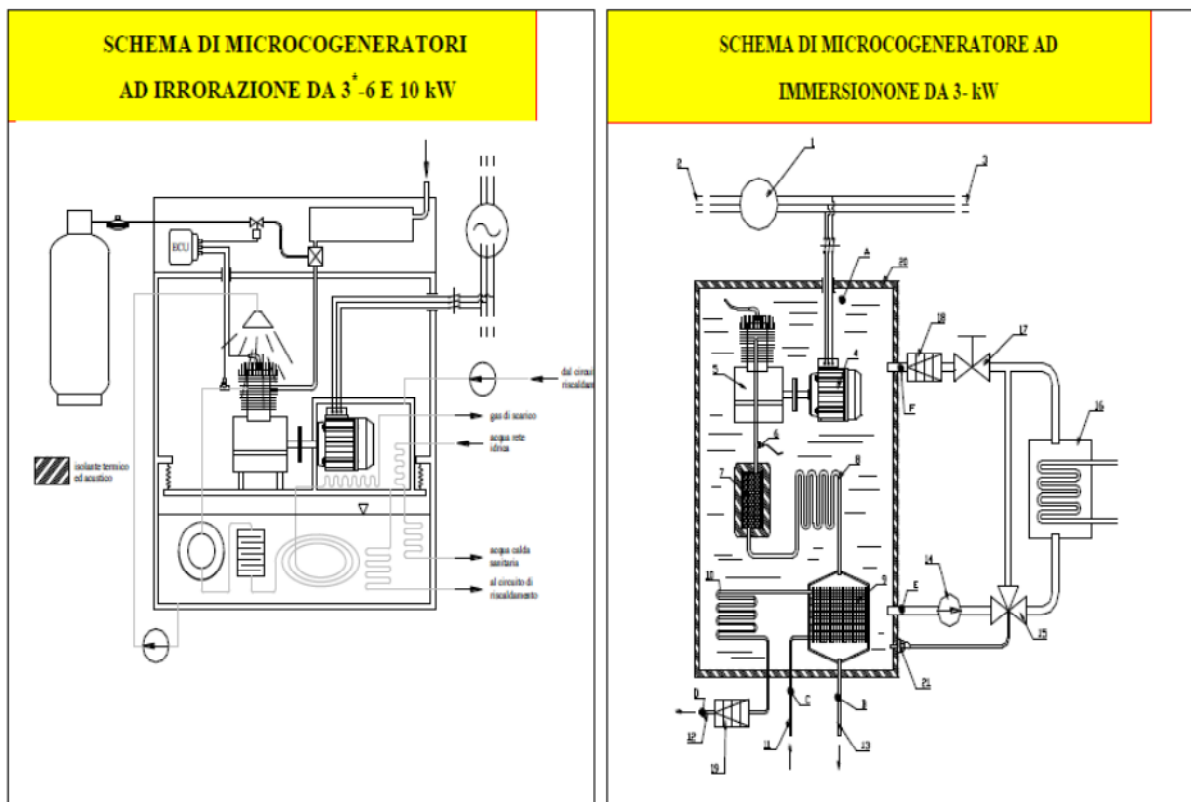 SCHEMA DI MICROCOGENERATORI
AD IRRORAZIONE DA 3*-6 E 10 kW
ECU
dal circuito
riscaldam
gas di scarico
acqua rete
idrica
isolante termico
ed acustico
acqua calda
sanitaria
al circuito di
riscaldamento
SCHEMA DI MICROCOGENERATORE AD
IMMERSIONONE DA 3- kW
1
2
3
A
20
18
17
4
5
F
16
6
7
8
10
9
14
E
15
21
D
C
B
12
19
11
13